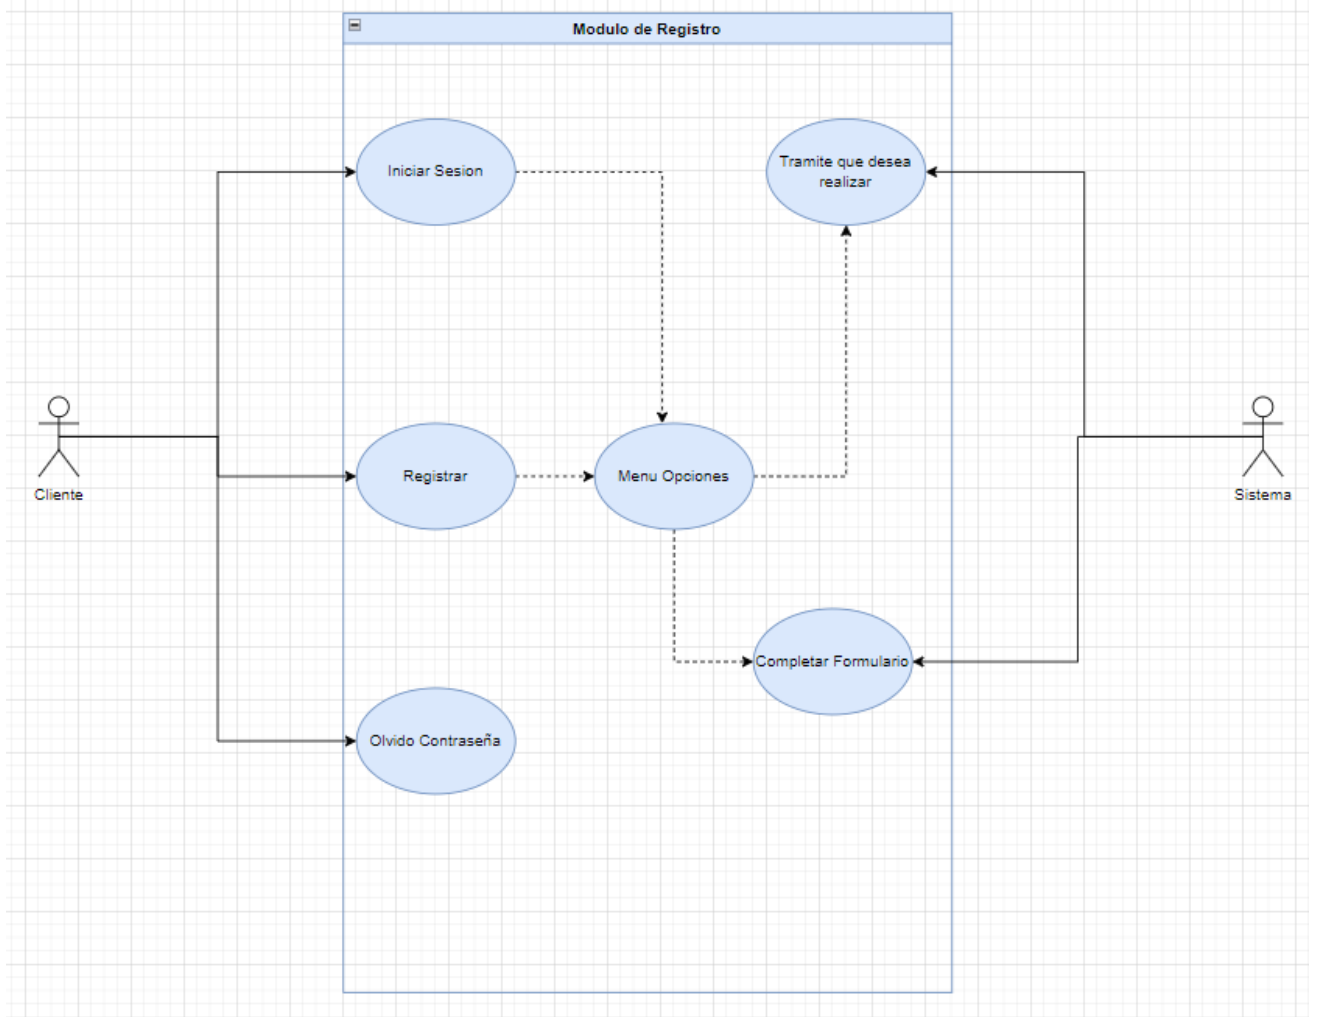 Modulo de Registro
Iniciar Sesion
Tramite que desea
realizar
Cliente
Registrar
Menu Opciones
Sistema
Completar Formulario
Olvido Contraseña